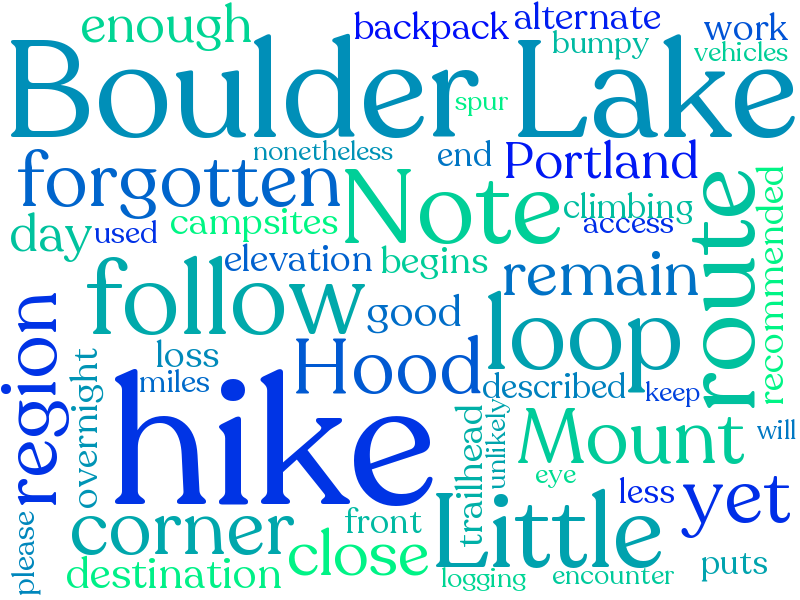 enough
backpack
alternate
work
bumpy
vehicles
Boulder Lake
spur
nonetheless
end
Portland
forgotten
Note
climbing
recommended
route
day
used
campsites
access
elevation
begins
remain
follow
good
loop
region
loss
Hood
miles
overnight
hike
described
keep
unlikely
trailhead
Mount
will
eye
less
yet
corner
front
Little
please
close
destination
logging
encounter
puts